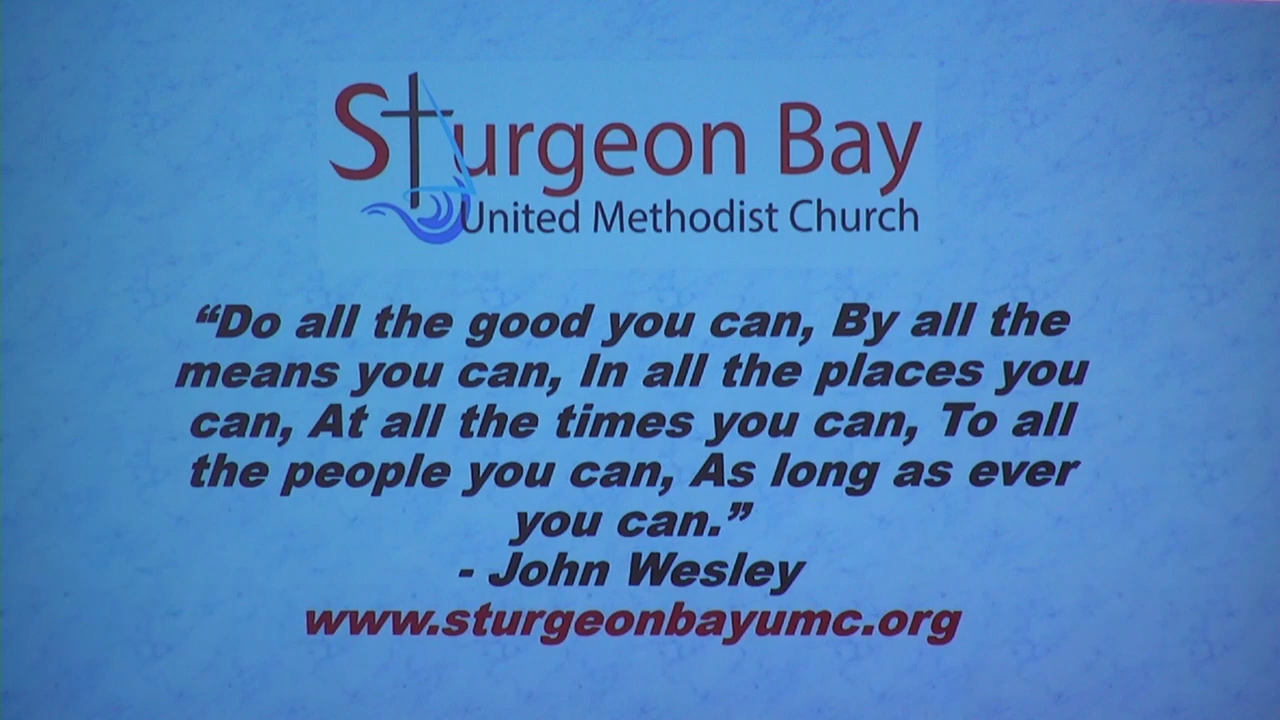 Sturgeon Bay
United Methodist Church
“Do all the good you can, By all the
means you can, In all the places you
can, At all the times you can, To all
the people you can, As long as ever
you can.”
- John Wesley
www.sturgeonbayumc.org